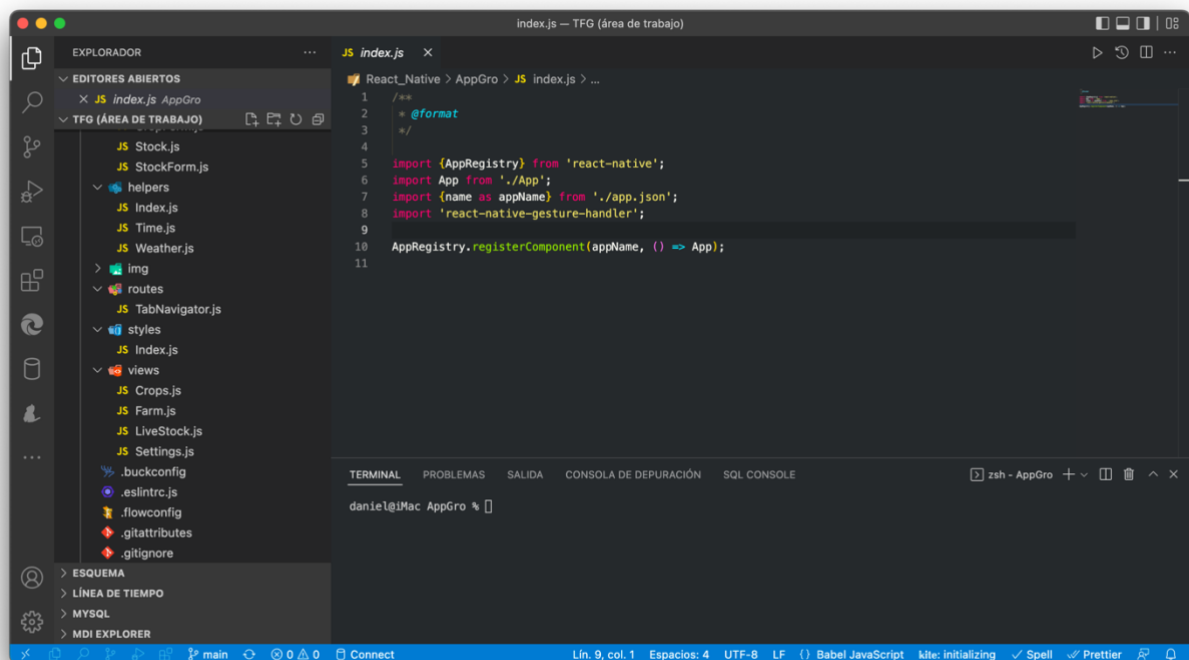 index.js — TFG (área de trabajo)
EXPLORADOR
EDITORES ABIERTOS
JS index.js AppGro
TFG (ÁREA DE TRABAJO)
JS Stock.js
JS StockForm.js
helpers
JS Index.js
JS Time.js
JS Weather.js
img
routes
JS TabNavigator.js
styles
JS Index.js
views
JS Crops.js
JS Farm.js
JS LiveStock.js
JS Settings.js
.buckconfig
.eslintrc.js
.flowconfig
.gitattributes
.gitignore
ESQUEMA
LÍNEA DE TIEMPO
MYSQL
MDI EXPLORER
JS index.js
React_Native > AppGro > JS index.js > ...
1 /**
2 * @format
3 */
4
5 import {AppRegistry} from 'react-native';
6 import App from './App';
7 import {name as appName} from './app.json';
8 import 'react-native-gesture-handler';
9
10 AppRegistry.registerComponent(appName, () => App);
11
TERMINAL PROBLEMAS SALIDA CONSOLA DE DEPURACIÓN SQL CONSOLE zsh - AppGro
daniel@iMac AppGro %
main 0 0 Connect Lín. 9, col. 1 Espacios: 4 UTF-8 LF {} Babel JavaScript kite: initializing Spell Prettier